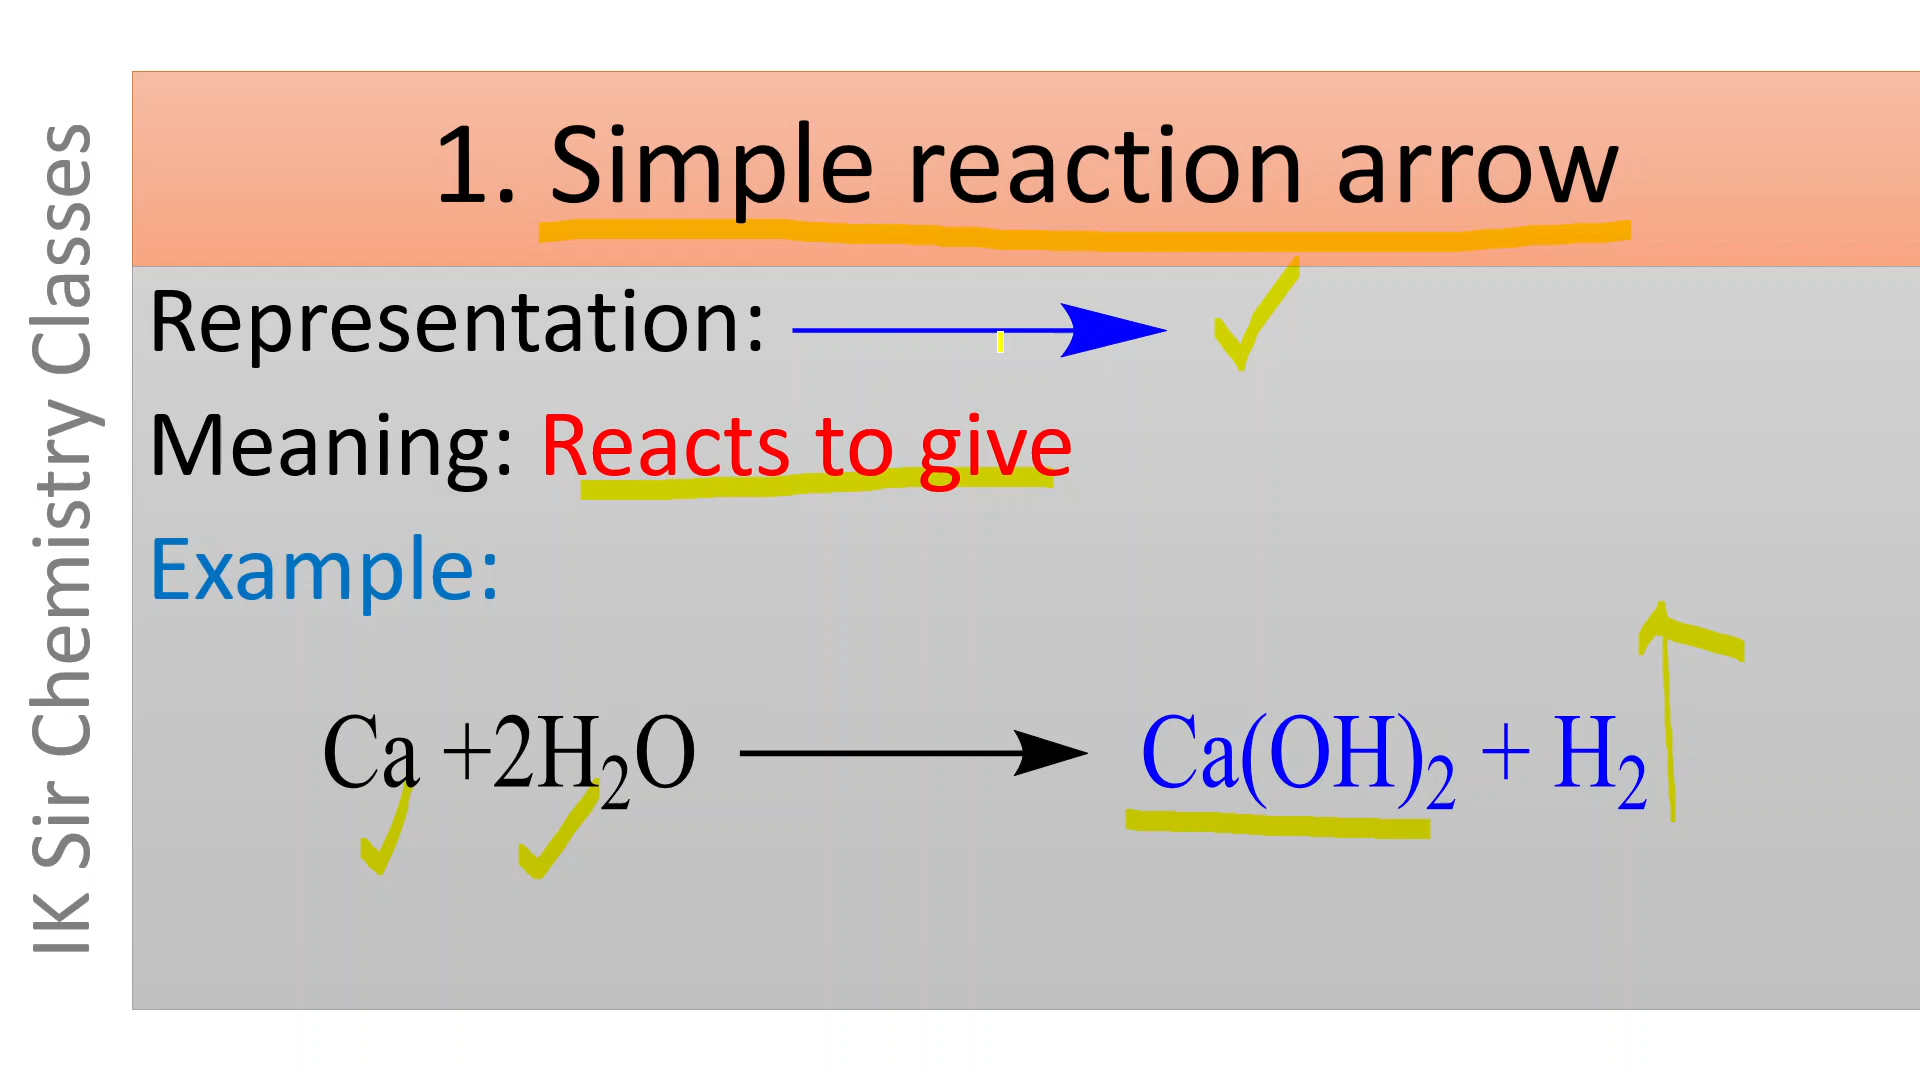 IK Sir Chemistry Classes
1. Simple reaction arrow
Representation:
Meaning: Reacts to give
Example:
Ca +2H₂O ⟶ Ca(OH)₂ + H₂ ↑